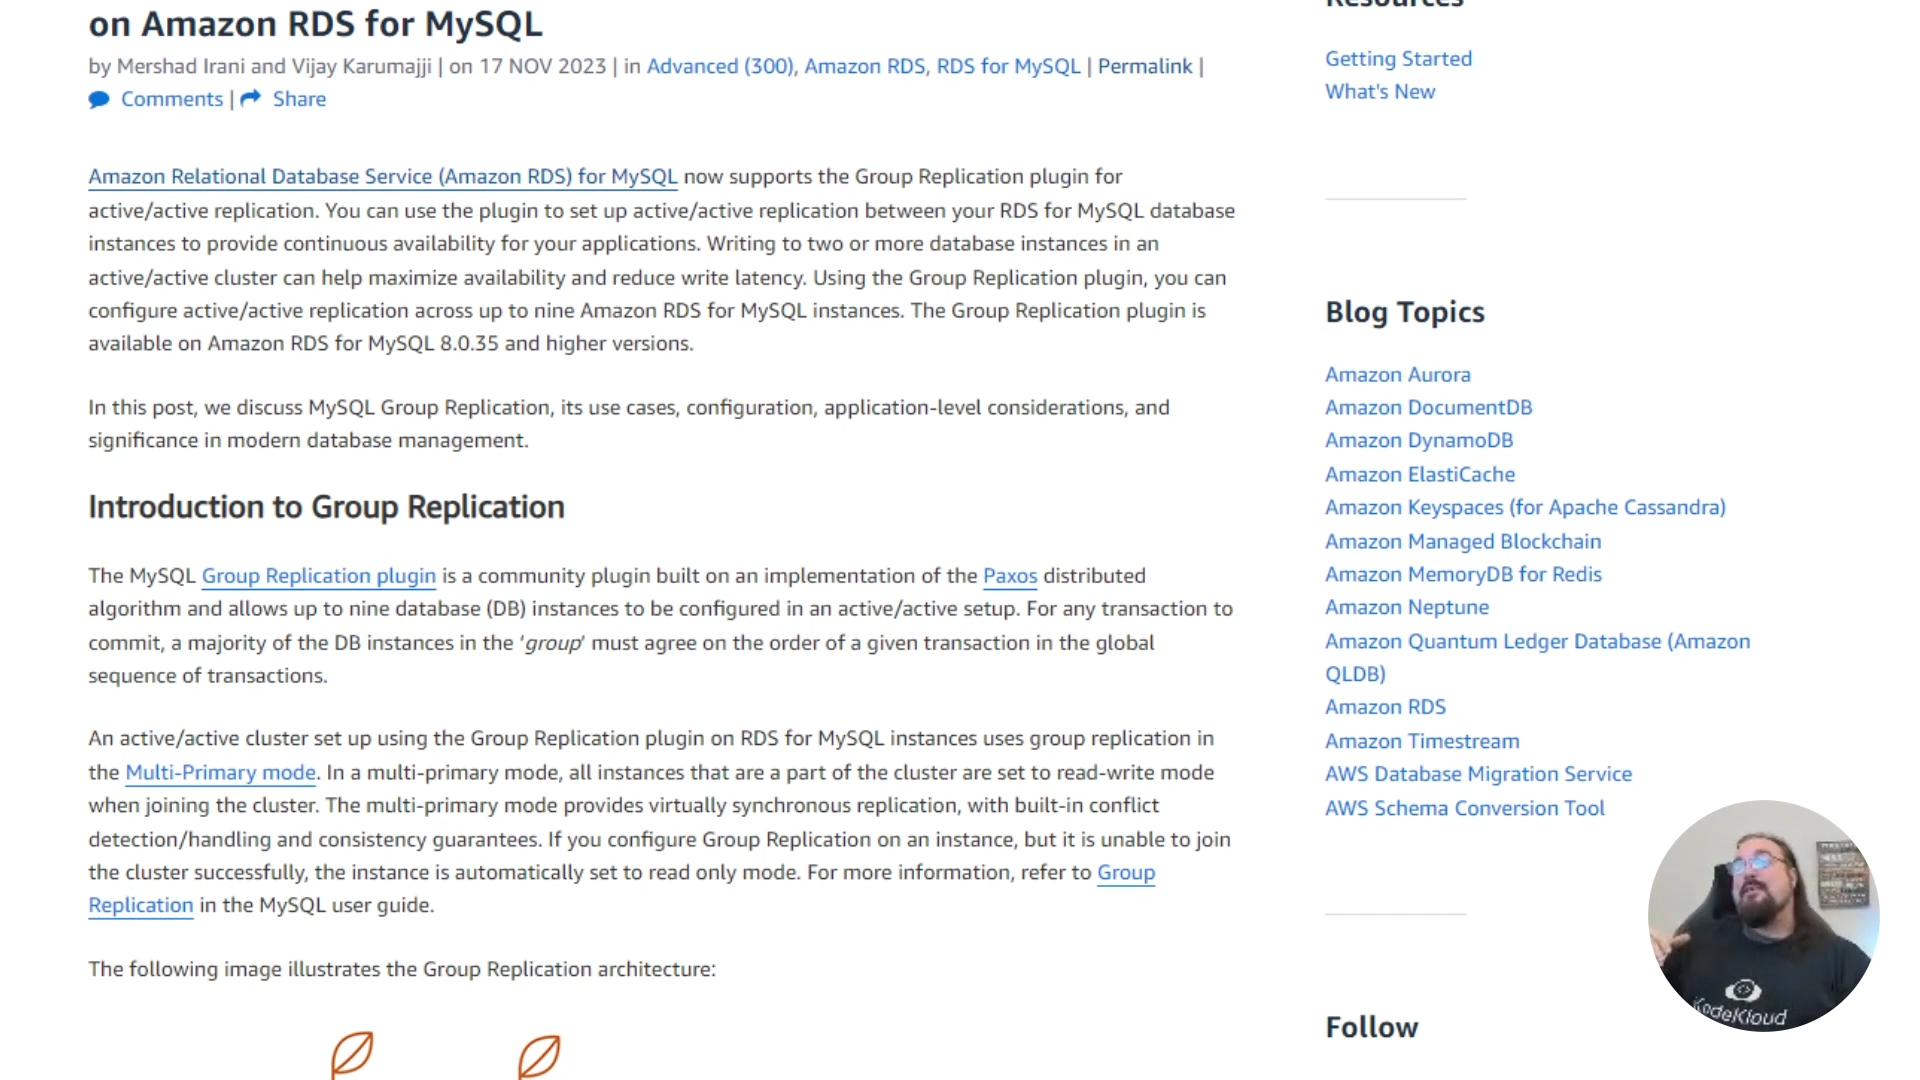 on Amazon RDS for MySQL
by Mershad Irani and Vijay Karumajji | on 17 NOV 2023 | in Advanced (300), Amazon RDS, RDS for MySQL | Permalink |
Comments | Share
Amazon Relational Database Service (Amazon RDS) for MySQL now supports the Group Replication plugin for
active/active replication. You can use the plugin to set up active/active replication between your RDS for MySQL database
instances to provide continuous availability for your applications. Writing to two or more database instances in an
active/active cluster can help maximize availability and reduce write latency. Using the Group Replication plugin, you can
configure active/active replication across up to nine Amazon RDS for MySQL instances. The Group Replication plugin is
available on Amazon RDS for MySQL 8.0.35 and higher versions.
In this post, we discuss MySQL Group Replication, its use cases, configuration, application-level considerations, and
significance in modern database management.
Introduction to Group Replication
The MySQL Group Replication plugin is a community plugin built on an implementation of the Paxos distributed
algorithm and allows up to nine database (DB) instances to be configured in an active/active setup. For any transaction to
commit, a majority of the DB instances in the 'group' must agree on the order of a given transaction in the global
sequence of transactions.
An active/active cluster set up using the Group Replication plugin on RDS for MySQL instances uses group replication in
the Multi-Primary mode. In a multi-primary mode, all instances that are a part of the cluster are set to read-write mode
when joining the cluster. The multi-primary mode provides virtually synchronous replication, with built-in conflict
detection/handling and consistency guarantees. If you configure Group Replication on an instance, but it is unable to join
the cluster successfully, the instance is automatically set to read only mode. For more information, refer to Group
Replication in the MySQL user guide.
The following image illustrates the Group Replication architecture:
Resources
Getting Started
What's New
Blog Topics
Amazon Aurora
Amazon DocumentDB
Amazon DynamoDB
Amazon ElastiCache
Amazon Keyspaces (for Apache Cassandra)
Amazon Managed Blockchain
Amazon MemoryDB for Redis
Amazon Neptune
Amazon Quantum Ledger Database (Amazon
QLDB)
Amazon RDS
Amazon Timestream
AWS Database Migration Service
AWS Schema Conversion Tool
KodeKloud
Follow